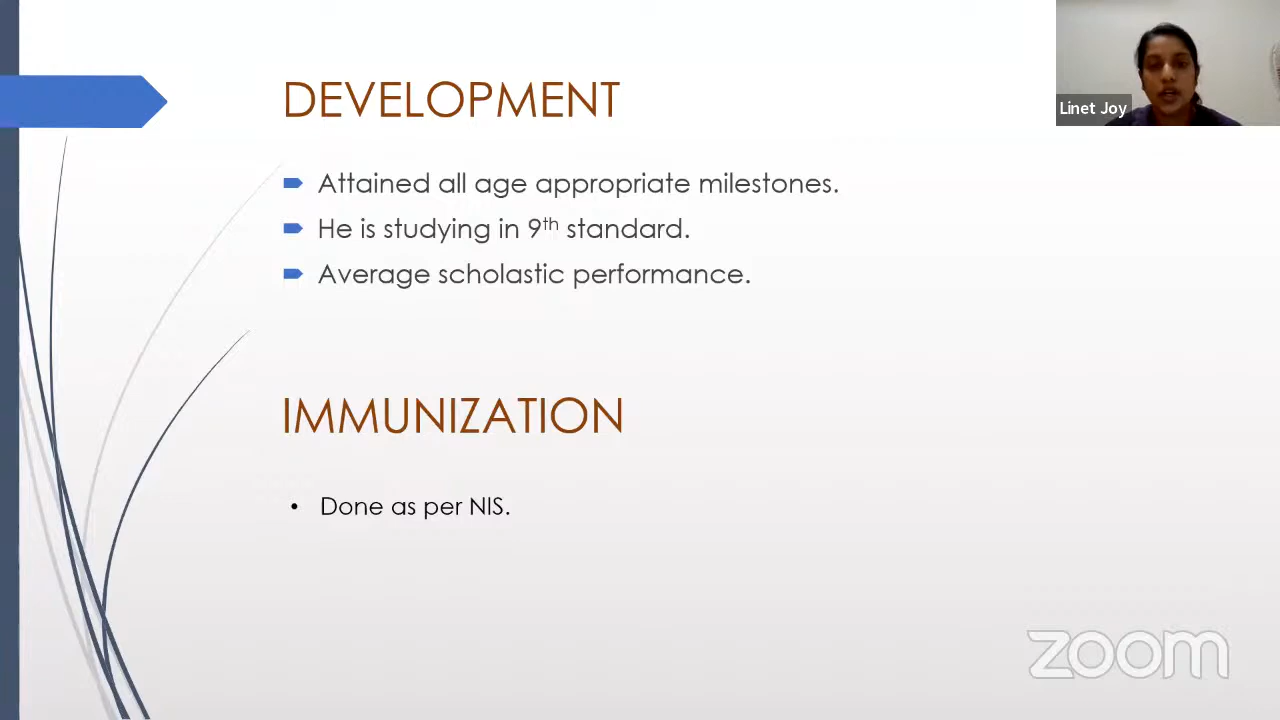 DEVELOPMENT
Linet Joy
Attained all age appropriate milestones.
He is studying in 9th standard.
Average scholastic performance.
IMMUNIZATION
• Done as per NIS.
zoom